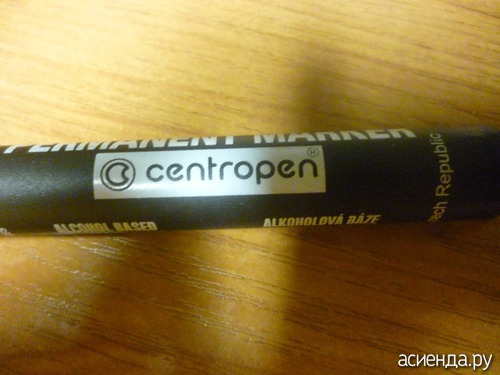 PERMANENT MARKER
centropen®
ALCOHOL BASED ALKOHOLOVÁ BÁZE
Republic
асиенда.ру